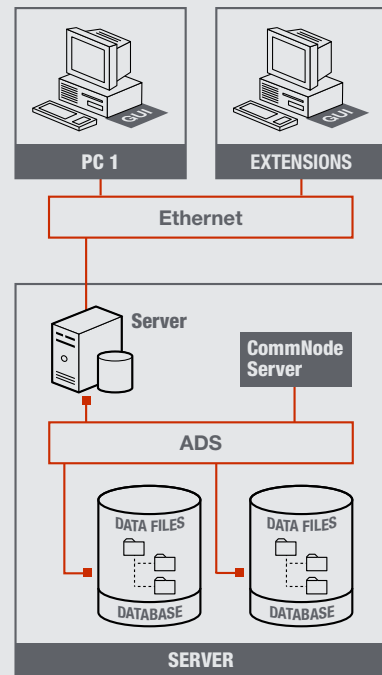 GUI
GUI
PC 1
EXTENSIONS
Ethernet
Server
CommNode
Server
ADS
DATA FILES
DATA FILES
DATABASE
DATABASE
SERVER